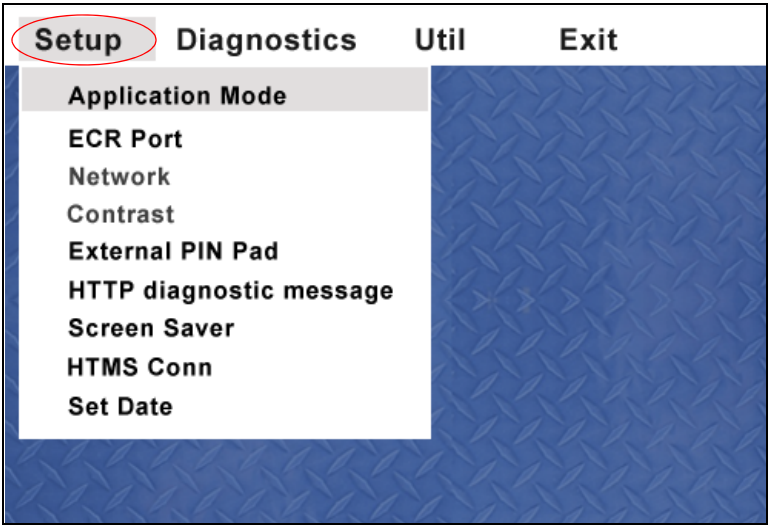 Setup Diagnostics Util Exit
Application Mode
ECR Port
Network
Contrast
External PIN Pad
HTTP diagnostic message
Screen Saver
HTMS Conn
Set Date